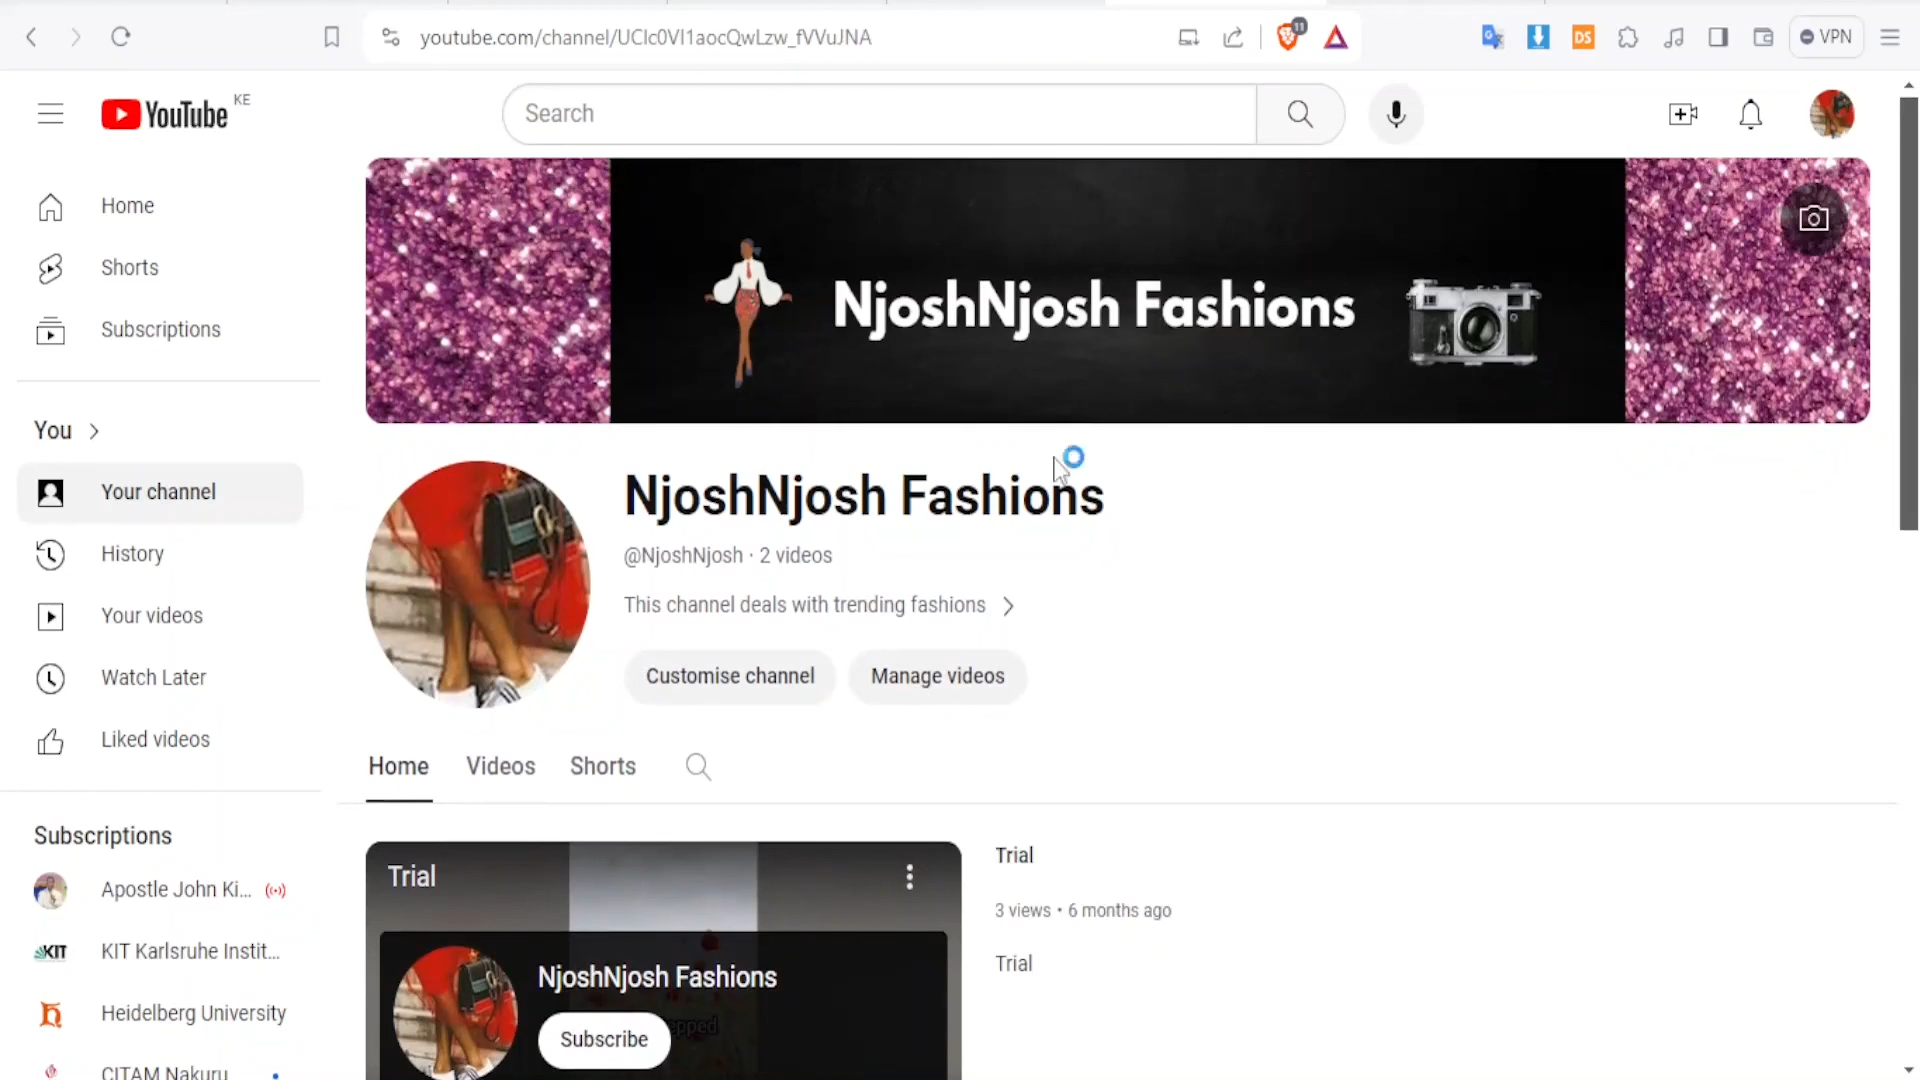 youtube.com/channel/UCIc0VI1aocQwLzw_fVVuJNA
11
DS
VPN
YouTube KE
Search
Home
Shorts
Subscriptions
You
Your channel
History
Your videos
Watch Later
Liked videos
Subscriptions
Apostle John Ki...
KIT Karlsruhe Instit...
Heidelberg University
CITAM Nakuru
NjoshNjosh Fashions
NjoshNjosh Fashions
@NjoshNjosh · 2 videos
This channel deals with trending fashions
Customise channel
Manage videos
Home
Videos
Shorts
Trial
NjoshNjosh Fashions
Subscribe
Trial
3 views • 6 months ago
Trial